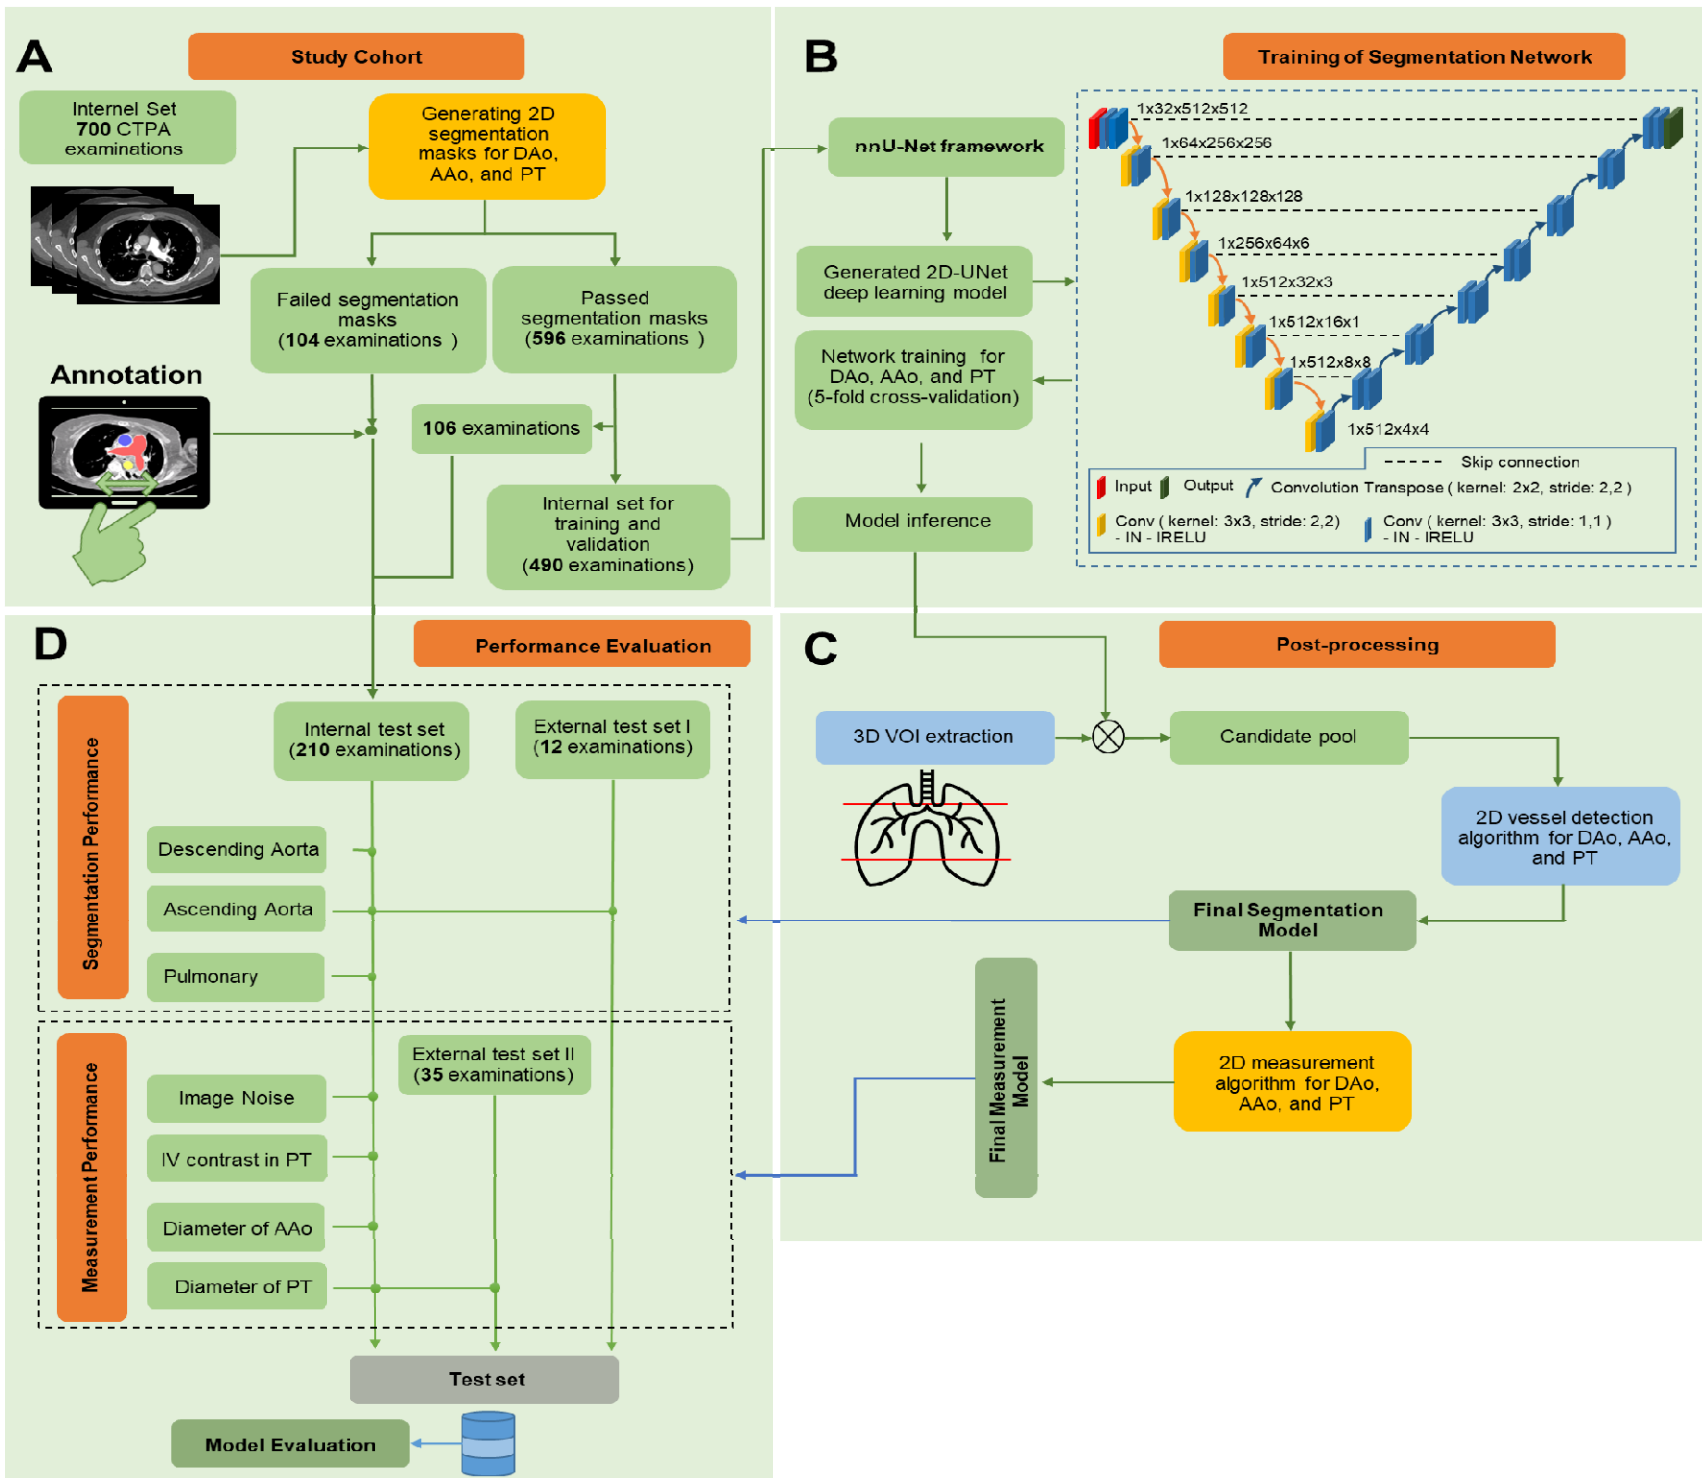 A
Study Cohort
Internel Set
700 CTPA
examinations
Generating 2D
segmentation
masks for DAo,
AAo, and PT
Failed segmentation
masks
(104 examinations )
Passed
segmentation masks
(596 examinations )
Annotation
106 examinations
Internal set for
training and
validation
(490 examinations)
B
Training of Segmentation Network
nnU-Net framework
Generated 2D-UNet
deep learning model
Network training for
DAo, AAo, and PT
(5-fold cross-validation)
Model inference
1x32x512x512
1x64x256x256
1x128x128x128
1x256x64x6
1x512x32x3
1x512x16x1
1x512x8x8
1x512x4x4
Skip connection
Input
Output
Convolution Transpose ( kernel: 2x2, stride: 2,2 )
Conv ( kernel: 3x3, stride: 2,2)
- IN - lRELU
Conv ( kernel: 3x3, stride: 1,1 )
- IN - lRELU
D
Performance Evaluation
Segmentation Performance
Internal test set
(210 examinations)
External test set I
(12 examinations)
Descending Aorta
Ascending Aorta
Pulmonary
Measurement Performance
External test set II
(35 examinations)
Image Noise
IV contrast in PT
Diameter of AAo
Diameter of PT
Test set
Model Evaluation
C
Post-processing
3D VOI extraction
Candidate pool
2D vessel detection
algorithm for DAo, AAo,
and PT
Final Segmentation
Model
2D measurement
algorithm for DAo,
AAo, and PT
Final Measurement
Model